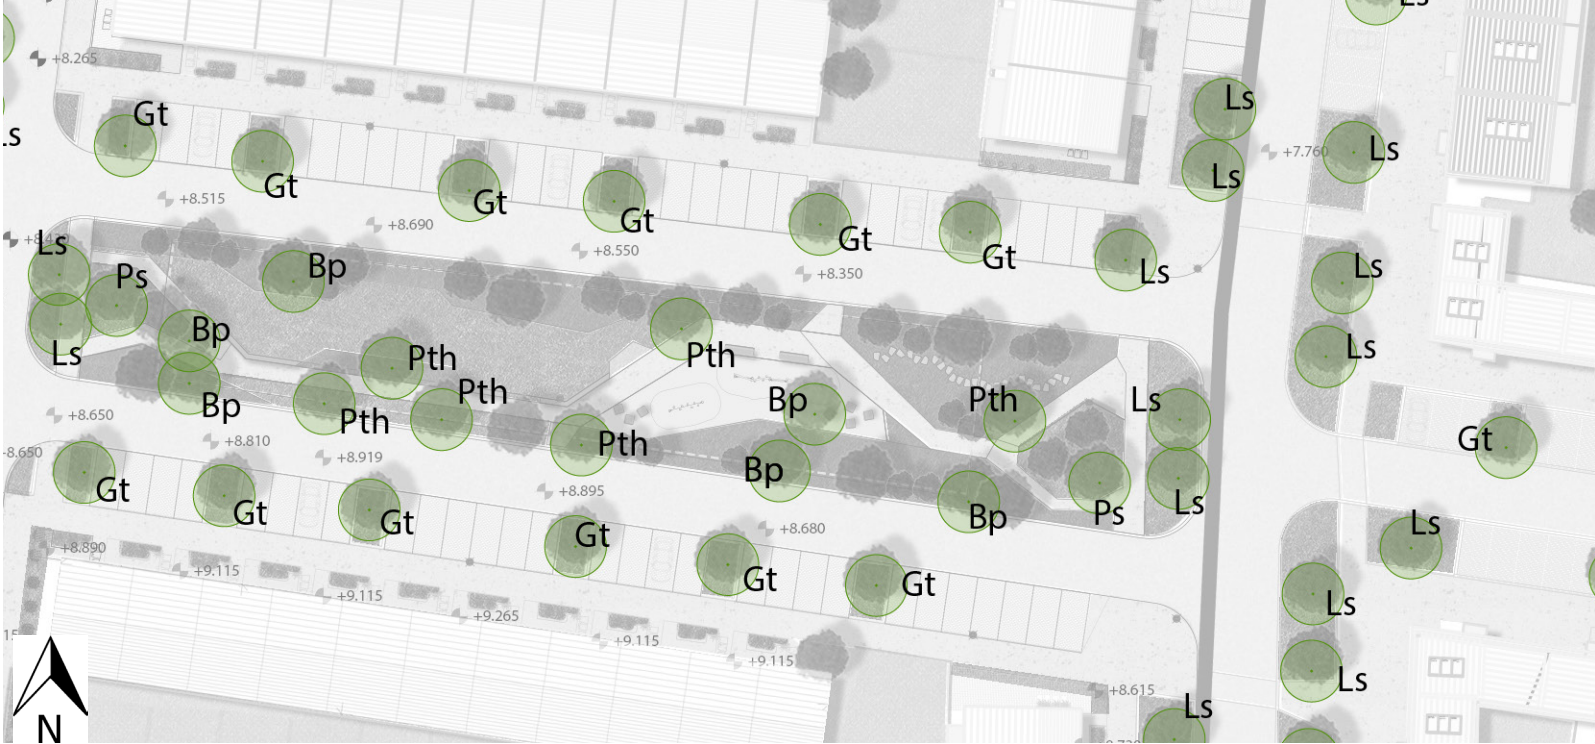 Ls
+8.265
Gt
Ls
Ls
+7.760
Ls
Gt
Ls
+8.515
Gt
Gt
+8.690
Gt
Gt
Ls
+8.550
Ls
Ls
+8.350
Ps
Bp
Bp
Ls
Pth
Pth
Ls
Pth
Bp
Pth
Ls
Bp
+8.650
Pth
+8.810
Pth
Gt
-8.650
+8.919
Bp
Gt
+8.895
Ls
Gt
Gt
Bp
Ps
Gt
+8.680
Ls
+8.890
+9.115
Gt
Gt
+9.115
Ls
+9.265
+9.115
+9.115
Ls
+8.615
Ls
N